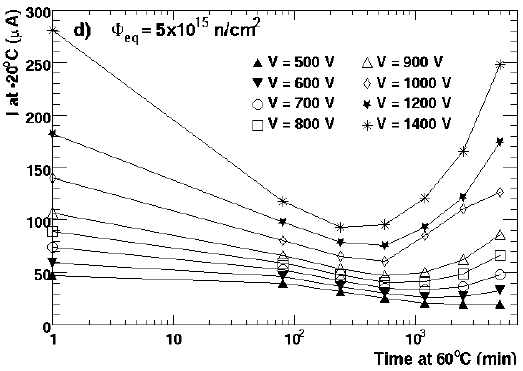 d) Φeq = 5x10^15 n/cm^2
I at -20°C (μA)
300
250
200
150
100
50
0
▲ V = 500 V
▼ V = 600 V
○ V = 700 V
□ V = 800 V
△ V = 900 V
◇ V = 1000 V
★ V = 1200 V
✳ V = 1400 V
1 10 10^2 10^3
Time at 60°C (min)